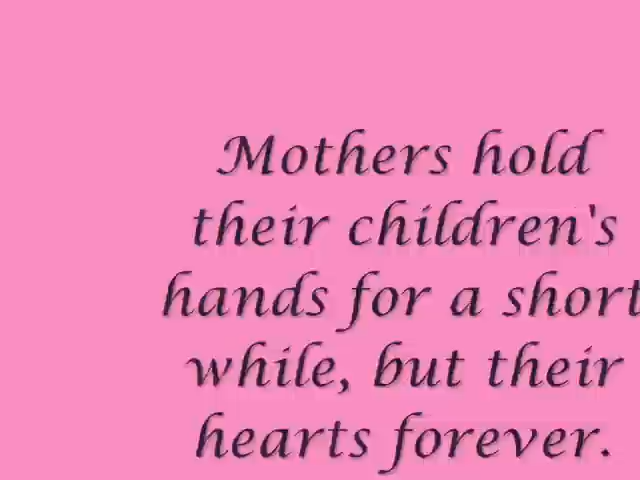 Mothers hold
their children's
hands for a short
while, but their
hearts forever.